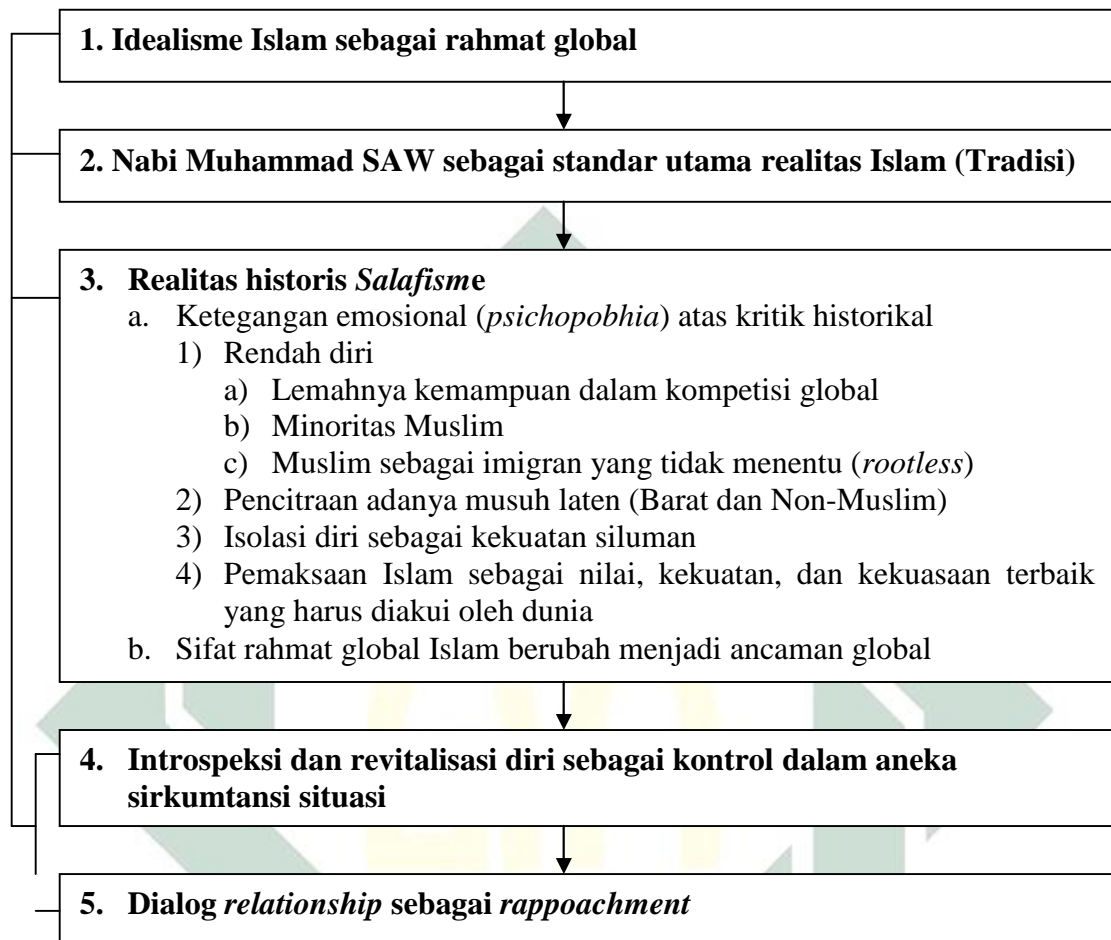 1. Idealisme Islam sebagai rahmat global
2. Nabi Muhammad SAW sebagai standar utama realitas Islam (Tradisi)
3. Realitas historis Salafisme
a. Ketegangan emosional (psichopobhia) atas kritik historikal
1) Rendah diri
a) Lemahnya kemampuan dalam kompetisi global
b) Minoritas Muslim
c) Muslim sebagai imigran yang tidak menentu (rootless)
2) Pencitraan adanya musuh laten (Barat dan Non-Muslim)
3) Isolasi diri sebagai kekuatan siluman
4) Pemaksaan Islam sebagai nilai, kekuatan, dan kekuasaan terbaik
yang harus diakui oleh dunia
b. Sifat rahmat global Islam berubah menjadi ancaman global
4. Introspeksi dan revitalisasi diri sebagai kontrol dalam aneka
sirkumtansi situasi
5. Dialog relationship sebagai rappoachment